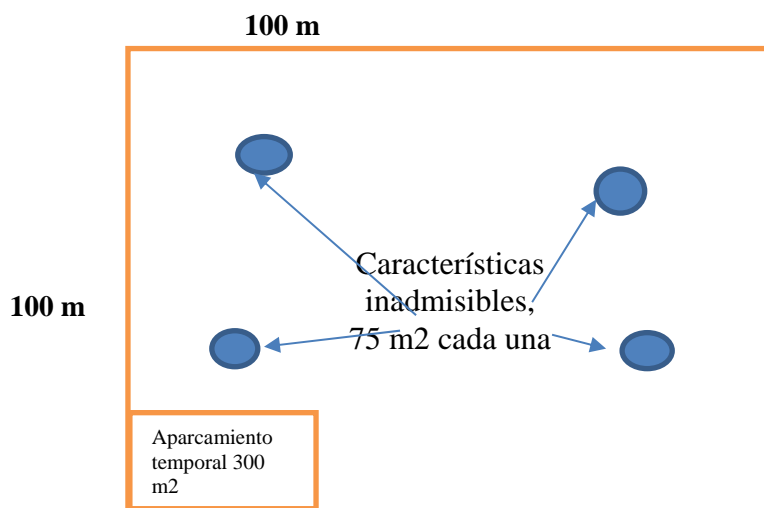 100 m
Características
inadmisibles,
100 m
75 m2 cada una
Aparcamiento
temporal 300
m2